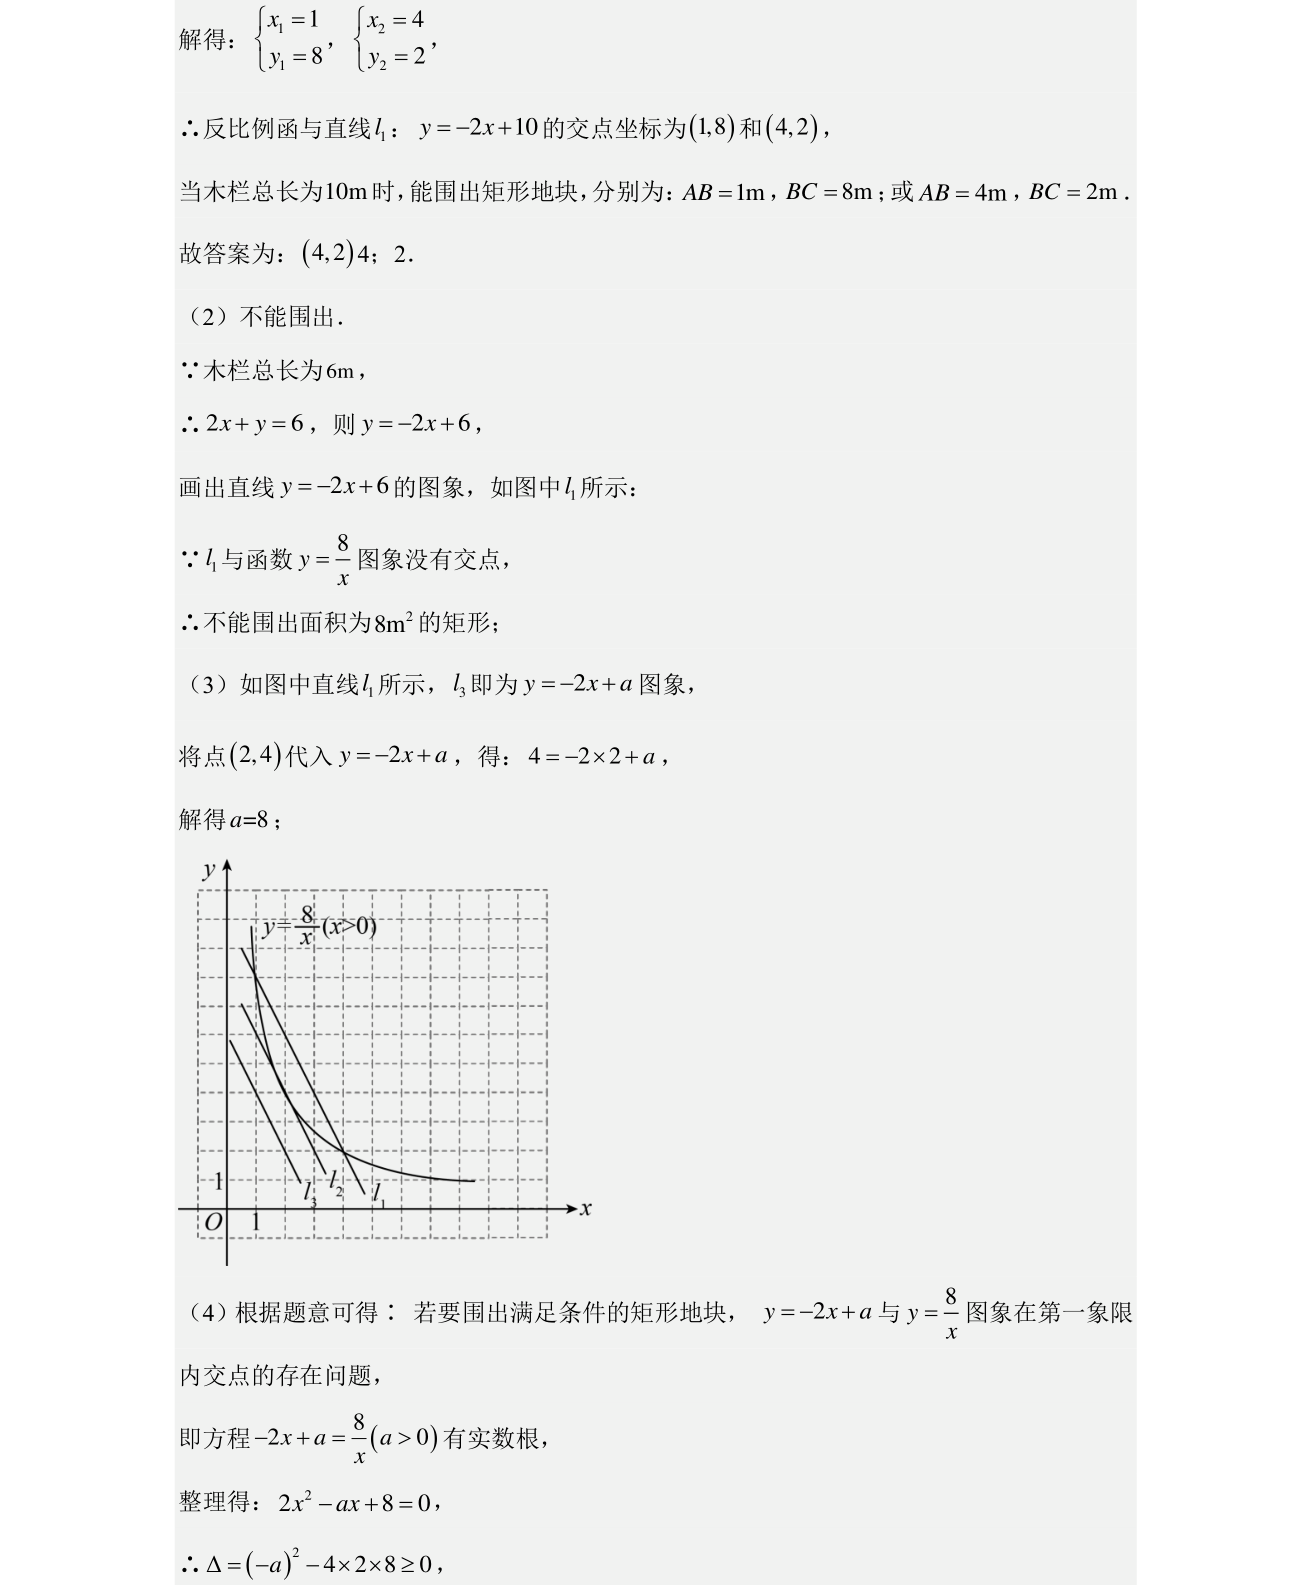 解得：{x₁=1 y₁=8，{x₂=4 y₂=2，
∴反比例函与直线l₁：y=−2x+10的交点坐标为(1,8)和(4,2)，
当木栏总长为10m时，能围出矩形地块，分别为：AB=1m，BC=8m；或AB=4m，BC=2m．
故答案为：(4,2)4；2．
（2）不能围出．
∵木栏总长为6m，
∴2x+y=6，则y=−2x+6，
画出直线y=−2x+6的图象，如图中l₁所示：
∵l₁与函数y=8/x图象没有交点，
∴不能围出面积为8m²的矩形；
（3）如图中直线l₁所示，l₃即为y=−2x+a图象，
将点(2,4)代入y=−2x+a，得：4=−2×2+a，
解得a=8；
y
y=8/x(x>0)
1
l₃ l₂ l₁
O 1 x
（4）根据题意可得∶ 若要围出满足条件的矩形地块， y=−2x+a与y=8/x图象在第一象限
内交点的存在问题，
即方程−2x+a=8/x(a>0)有实数根，
整理得：2x²−ax+8=0，
∴Δ=(−a)²−4×2×8≥0，